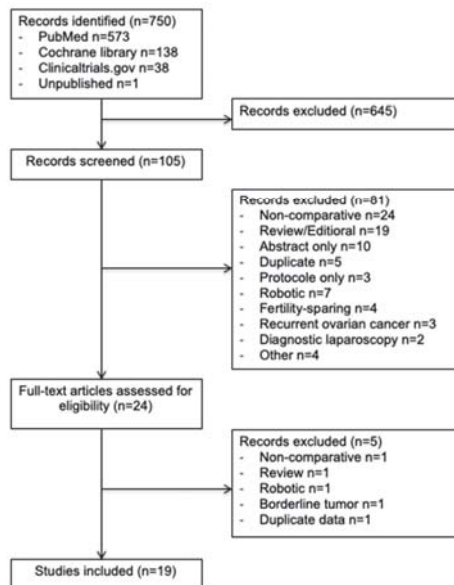 Records identified (n=750)
- PubMed n=573
- Cochrane library n=138
- Clinicaltrials.gov n=38
- Unpublished n=1
Records excluded (n=645)
Records screened (n=105)
Records excluded (n=81)
- Non-comparative n=24
- Review/Editiorial n=19
- Abstract only n=10
- Duplicate n=5
- Protocole only n=3
- Robotic n=7
- Fertility-sparing n=4
- Recurrent ovarian cancer n=3
- Diagnostic laparoscopy n=2
- Other n=4
Full-text articles assessed for
eligibility (n=24)
Records excluded (n=5)
- Non-comparative n=1
- Review n=1
- Robotic n=1
- Borderline tumor n=1
- Duplicate data n=1
Studies included (n=19)